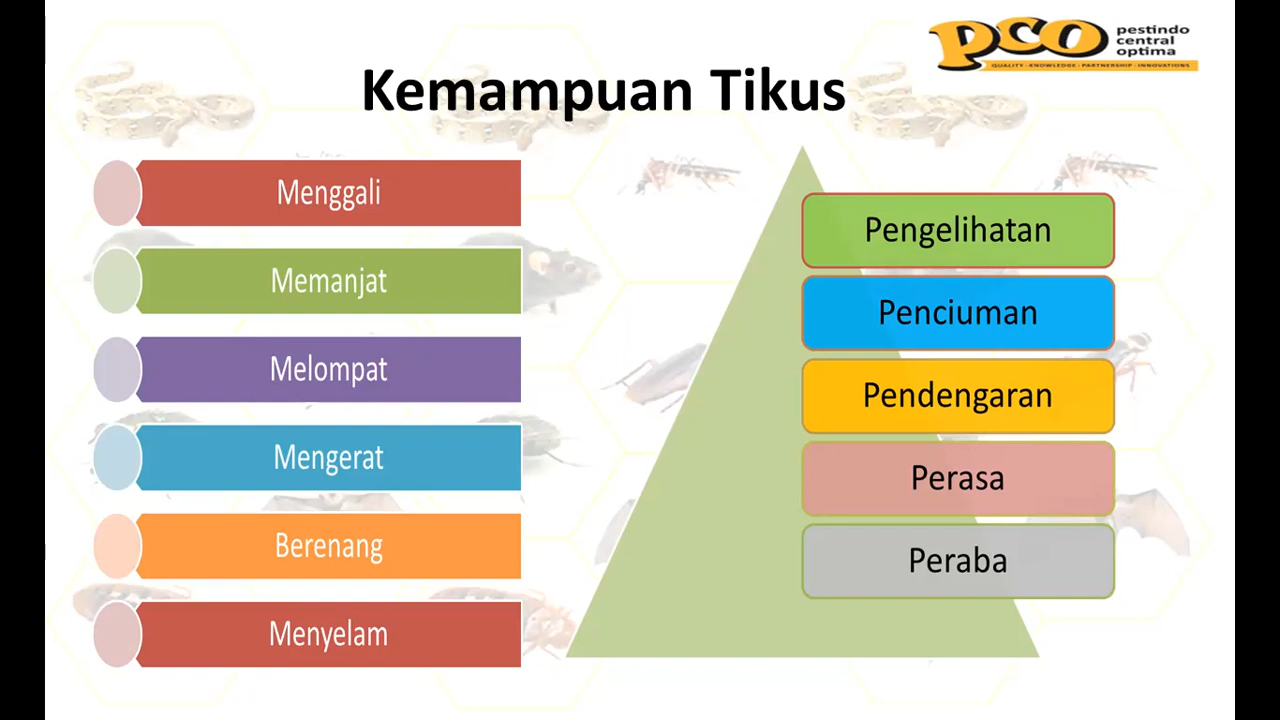 pco
pestindo
central
optima
QUALITY - KNOWLEDGE - PARTNERSHIP - INNOVATIONS
Kemampuan Tikus
Menggali
Memanjat
Melompat
Mengerat
Berenang
Menyelam
Pengelihatan
Penciuman
Pendengaran
Perasa
Peraba